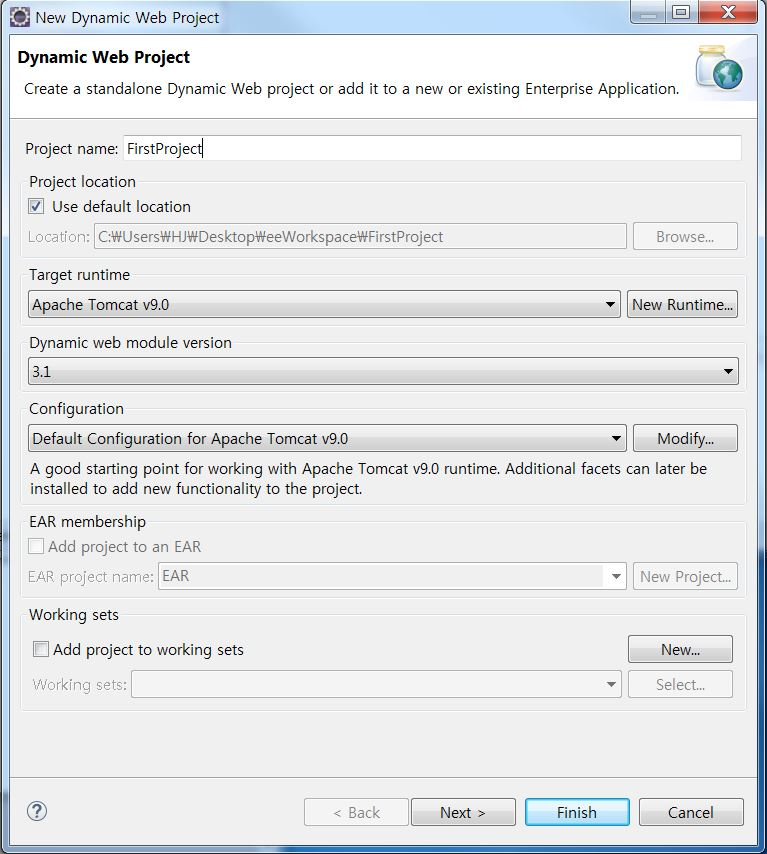 New Dynamic Web Project
Dynamic Web Project
Create a standalone Dynamic Web project or add it to a new or existing Enterprise Application.
Project name: FirstProject
Project location
Use default location
Location: C:₩Users₩HJ₩Desktop₩eeWorkspace₩FirstProject Browse...
Target runtime
Apache Tomcat v9.0 New Runtime...
Dynamic web module version
3.1
Configuration
Default Configuration for Apache Tomcat v9.0 Modify...
A good starting point for working with Apache Tomcat v9.0 runtime. Additional facets can later be
installed to add new functionality to the project.
EAR membership
Add project to an EAR
EAR project name: EAR New Project...
Working sets
Add project to working sets New...
Working sets: Select...
? < Back Next > Finish Cancel